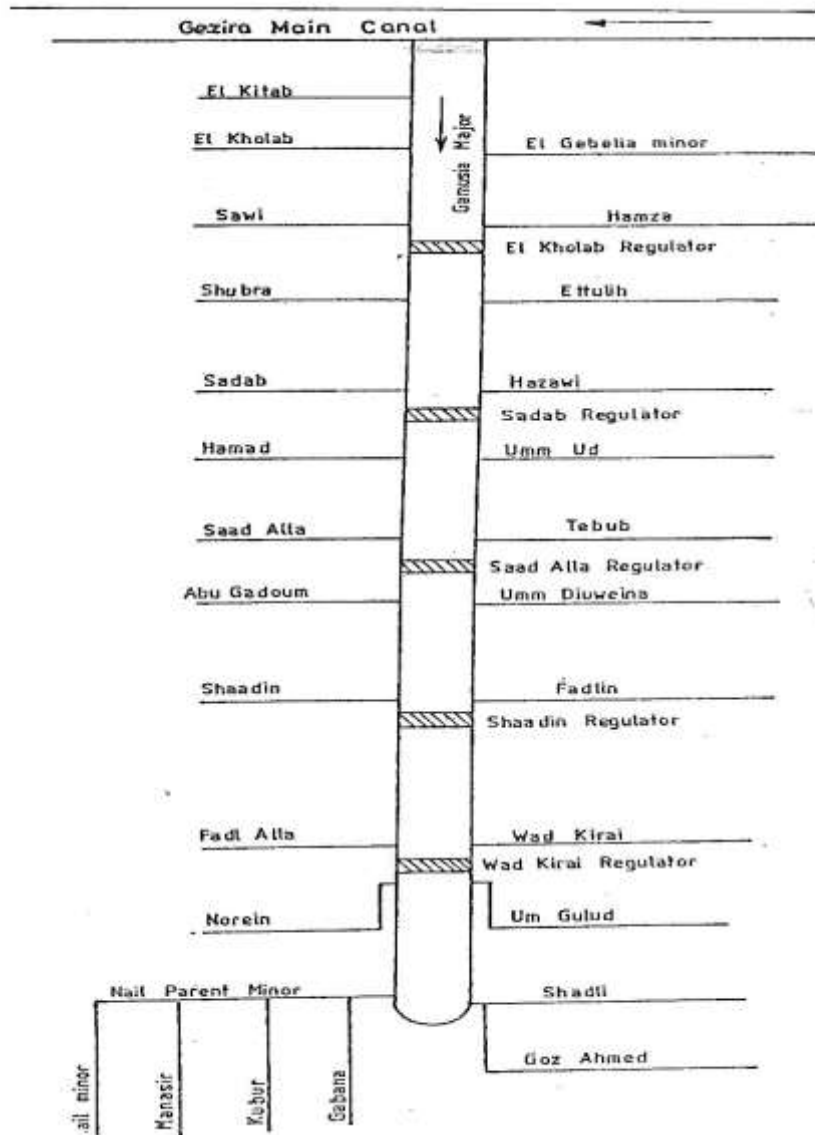 Gezira Main Canal
El Kitab
El Kholab
Ganusia Major
El Gebelia minor
Sawi
Hamza
El Kholab Regulator
Shubra
Ettulih
Sadab
Hazawi
Sadab Regulator
Hamad
Umm Ud
Saad Alla
Tebub
Saad Alla Regulator
Abu Gadoum
Umm Diuweina
Shaadin
Fadlin
Shaadin Regulator
Fadl Alla
Wad Kirai
Wad Kirai Regulator
Norein
Um Gulud
Nail Parent Minor
Shadli
Goz Ahmed
ail minor
Manasir
Kubur
Gabana